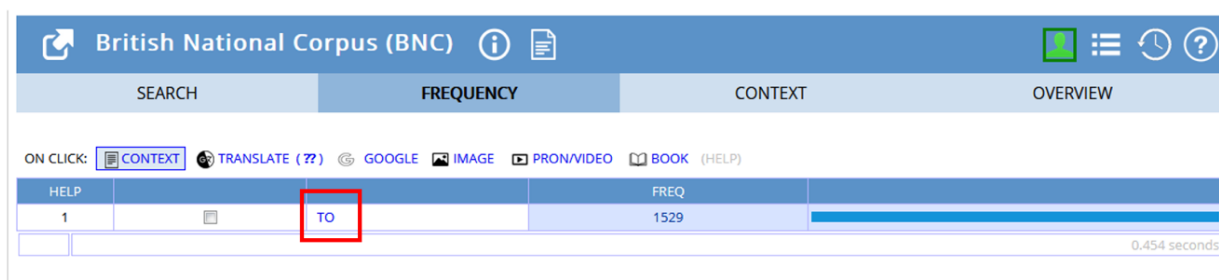 British National Corpus (BNC)
SEARCH FREQUENCY CONTEXT OVERVIEW
ON CLICK: CONTEXT TRANSLATE (??) GOOGLE IMAGE PRON/VIDEO BOOK (HELP)
HELP FREQ
1 TO 1529
0.454 seconds